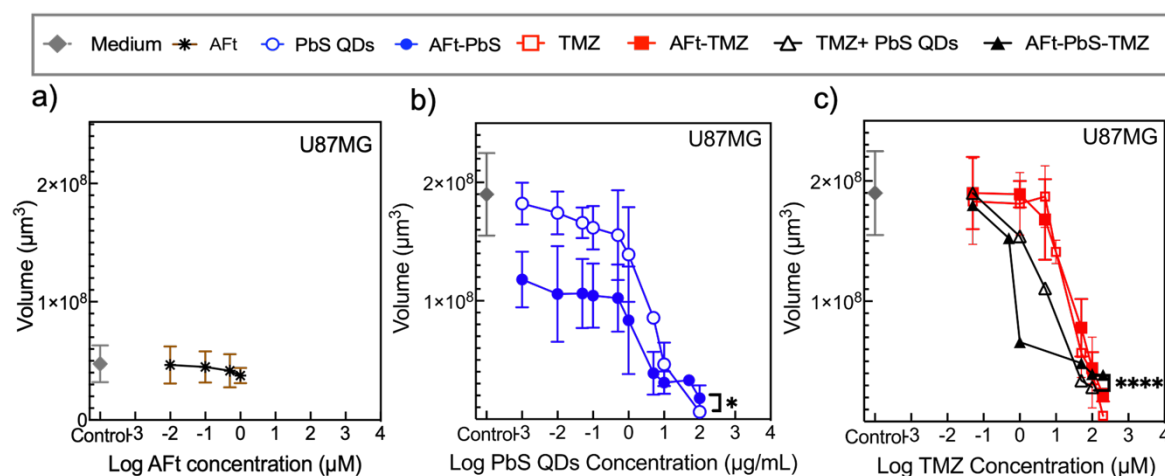 Medium AFt PbS QDs AFt-PbS TMZ AFt-TMZ TMZ+ PbS QDs AFt-PbS-TMZ
a)
U87MG
Volume (µm³)
2×10⁸
1×10⁸
0
Control -3 -2 -1 0 1 2 3 4
Log AFt concentration (µM)
b)
U87MG
Volume (µm³)
2×10⁸
1×10⁸
*
Control -3 -2 -1 0 1 2 3 4
Log PbS QDs Concentration (µg/mL)
c)
U87MG
Volume (µm³)
2×10⁸
1×10⁸
****
Control -3 -2 -1 0 1 2 3 4
Log TMZ Concentration (µM)